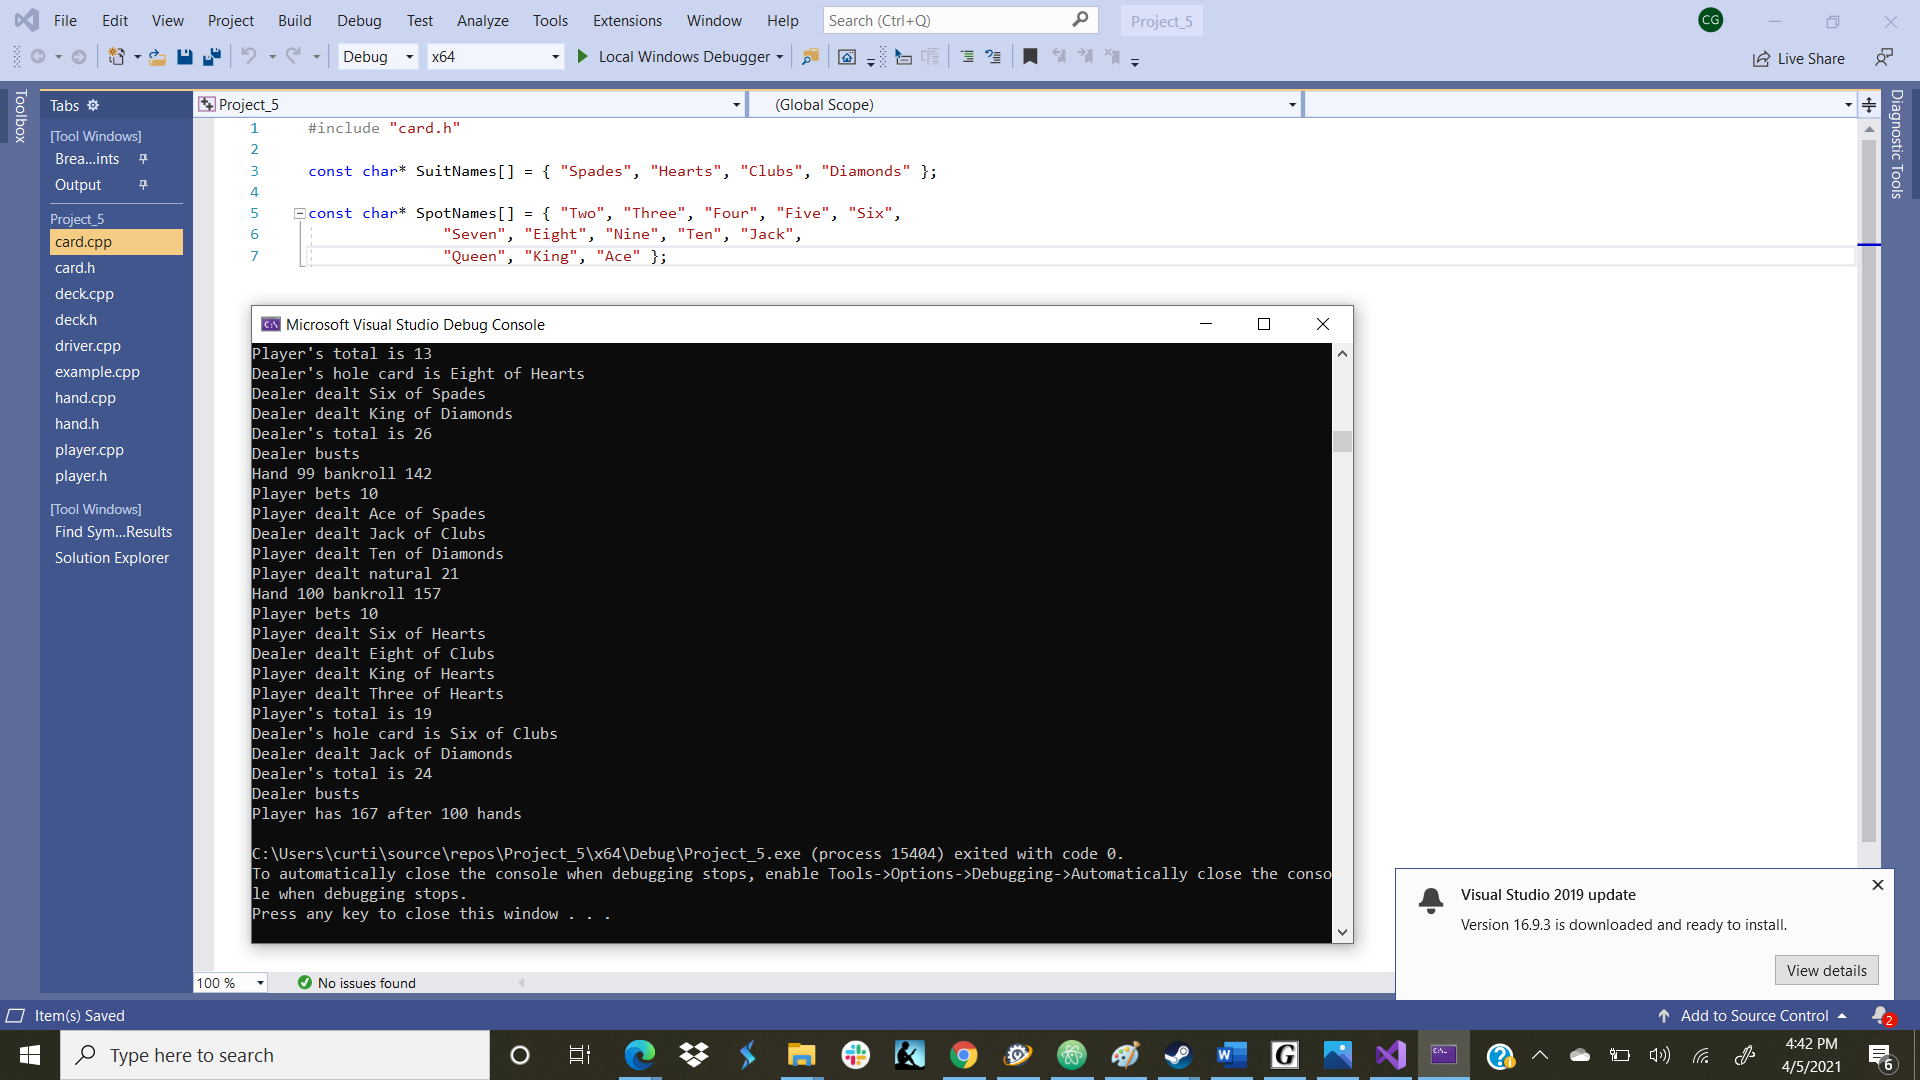 File Edit View Project Build Debug Test Analyze Tools Extensions Window Help Search (Ctrl+Q) Project_5 CG
Debug x64 Local Windows Debugger Live Share
Toolbox
Tabs
[Tool Windows]
Brea...ints
Output
Project_5
card.cpp
card.h
deck.cpp
deck.h
driver.cpp
example.cpp
hand.cpp
hand.h
player.cpp
player.h
[Tool Windows]
Find Sym...Results
Solution Explorer
Project_5 (Global Scope)
Diagnostic Tools
1 #include "card.h"
2
3 const char* SuitNames[] = { "Spades", "Hearts", "Clubs", "Diamonds" };
4
5 const char* SpotNames[] = { "Two", "Three", "Four", "Five", "Six",
6 "Seven", "Eight", "Nine", "Ten", "Jack",
7 "Queen", "King", "Ace" };
C:\ Microsoft Visual Studio Debug Console
Player's total is 13
Dealer's hole card is Eight of Hearts
Dealer dealt Six of Spades
Dealer dealt King of Diamonds
Dealer's total is 26
Dealer busts
Hand 99 bankroll 142
Player bets 10
Player dealt Ace of Spades
Dealer dealt Jack of Clubs
Player dealt Ten of Diamonds
Player dealt natural 21
Hand 100 bankroll 157
Player bets 10
Player dealt Six of Hearts
Dealer dealt Eight of Clubs
Player dealt King of Hearts
Player dealt Three of Hearts
Player's total is 19
Dealer's hole card is Six of Clubs
Dealer dealt Jack of Diamonds
Dealer's total is 24
Dealer busts
Player has 167 after 100 hands
C:\Users\curti\source\repos\Project_5\x64\Debug\Project_5.exe (process 15404) exited with code 0.
To automatically close the console when debugging stops, enable Tools->Options->Debugging->Automatically close the conso
le when debugging stops.
Press any key to close this window . . .
Visual Studio 2019 update
Version 16.9.3 is downloaded and ready to install.
View details
100 % No issues found
Item(s) Saved Add to Source Control 2
Type here to search
4:42 PM
4/5/2021
6